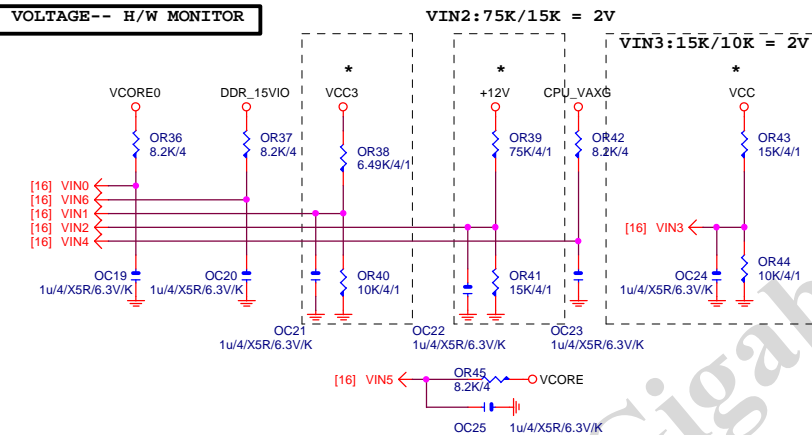 VOLTAGE-- H/W MONITOR
VIN2:75K/15K = 2V
VIN3:15K/10K = 2V
* * *
VCORE0 DDR_15VIO VCC3 +12V CPU_VAXG VCC
OR36
8.2K/4
OR37
8.2K/4
OR38
6.49K/4/1
OR39
75K/4/1
OR42
8.2K/4
OR43
15K/4/1
[16] VIN0
[16] VIN6
[16] VIN1
[16] VIN2
[16] VIN4
[16] VIN3
OC19
1u/4/X5R/6.3V/K
OC20
1u/4/X5R/6.3V/K
OR40
10K/4/1
OR41
15K/4/1
OC24
1u/4/X5R/6.3V/K
OR44
10K/4/1
OC21
1u/4/X5R/6.3V/K
OC22
1u/4/X5R/6.3V/K
OC23
1u/4/X5R/6.3V/K
[16] VIN5
OR45
8.2K/4
VCORE
OC25 1u/4/X5R/6.3V/K
Gigab